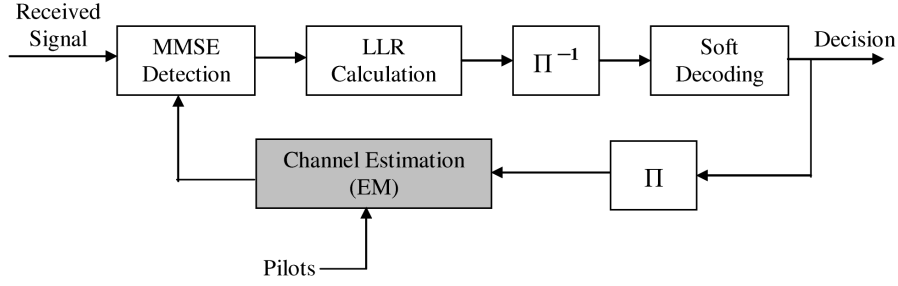 Received
Signal
MMSE
Detection
LLR
Calculation
Π⁻¹
Soft
Decoding
Decision
Channel Estimation
(EM)
Π
Pilots